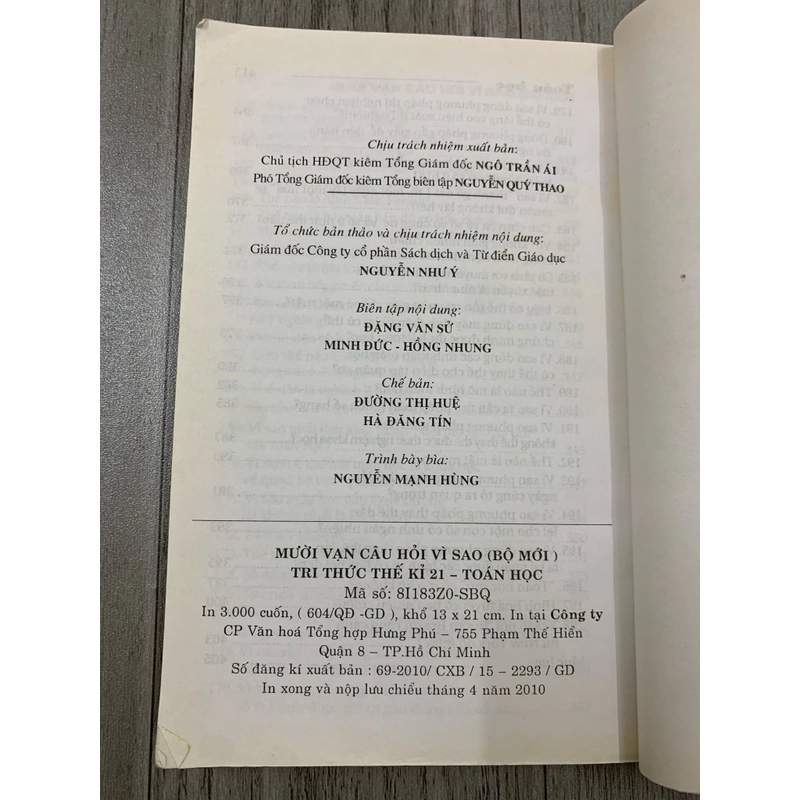 Chịu trách nhiệm xuất bản:
Chủ tịch HĐQT kiêm Tổng Giám đốc NGÔ TRẦN ÁI
Phó Tổng Giám đốc kiêm Tổng biên tập NGUYỄN QUÝ THAO
Tổ chức bản thảo và chịu trách nhiệm nội dung:
Giám đốc Công ty cổ phần Sách dịch và Từ điển Giáo dục
NGUYỄN NHƯ Ý
Biên tập nội dung:
ĐẶNG VĂN SỬ
MINH ĐỨC - HỒNG NHUNG
Chế bản:
ĐƯỜNG THỊ HUỆ
HÀ ĐĂNG TÍN
Trình bày bìa:
NGUYỄN MẠNH HÙNG
MƯỜI VẠN CÂU HỎI VÌ SAO (BỘ MỚI )
TRI THỨC THẾ KỈ 21 – TOÁN HỌC
Mã số: 8I183Z0-SBQ
In 3.000 cuốn, ( 604/QĐ -GD ), khổ 13 x 21 cm. In tại Công ty
CP Văn hoá Tổng hợp Hưng Phú – 755 Phạm Thế Hiển
Quận 8 – TP.Hồ Chí Minh
Số đăng kí xuất bản : 69-2010/ CXB / 15 – 2293 / GD
In xong và nộp lưu chiểu tháng 4 năm 2010